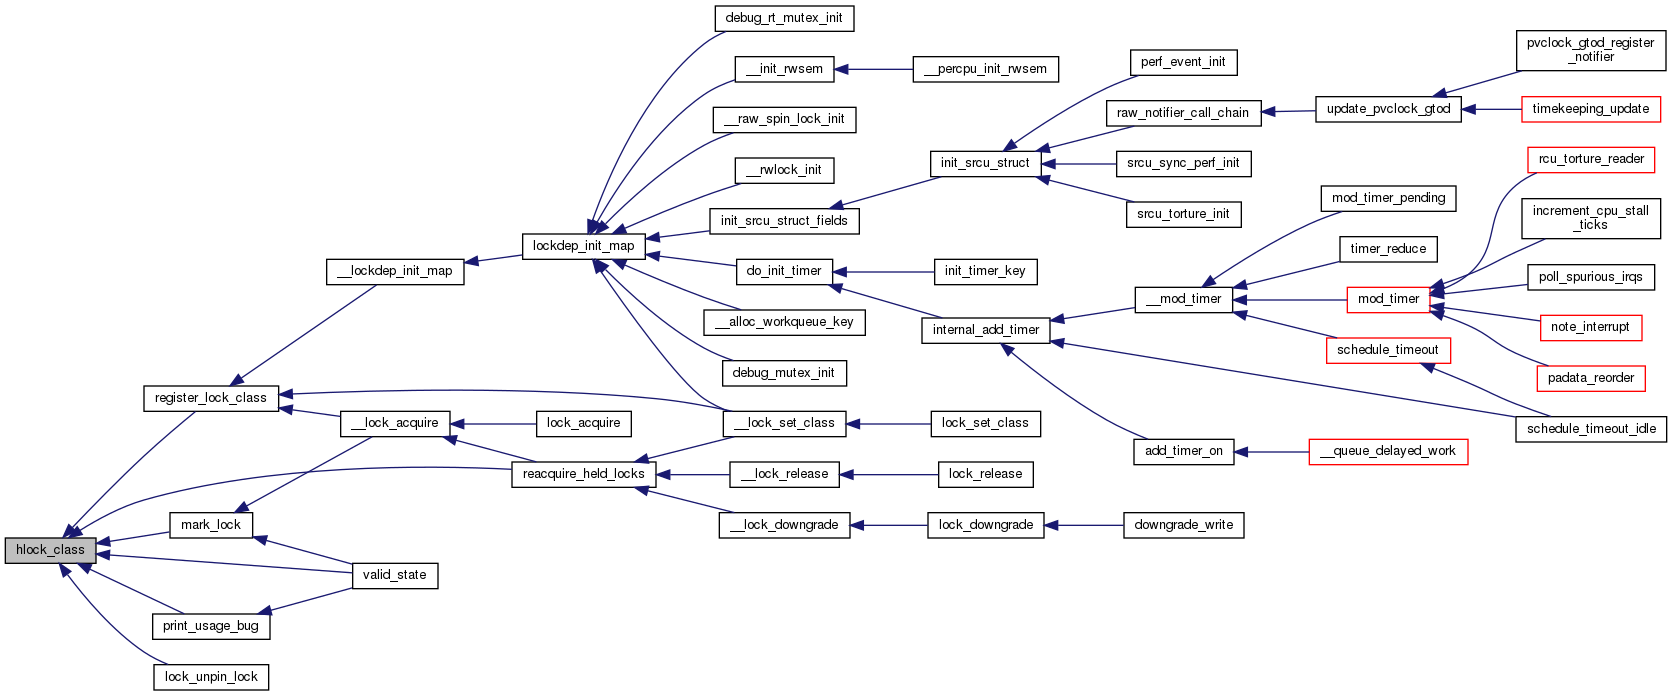 debug_rt_mutex_init
pvclock_gtod_register
_notifier
perf_event_init
__init_rwsem
__percpu_init_rwsem
raw_notifier_call_chain
update_pvclock_gtod
timekeeping_update
__raw_spin_lock_init
rcu_torture_reader
__rwlock_init
init_srcu_struct
srcu_sync_perf_init
mod_timer_pending
increment_cpu_stall
_ticks
init_srcu_struct_fields
srcu_torture_init
lockdep_init_map
timer_reduce
__lockdep_init_map
do_init_timer
init_timer_key
poll_spurious_irqs
__mod_timer
mod_timer
__alloc_workqueue_key
internal_add_timer
note_interrupt
schedule_timeout
debug_mutex_init
padata_reorder
register_lock_class
__lock_acquire
lock_acquire
__lock_set_class
lock_set_class
schedule_timeout_idle
add_timer_on
__queue_delayed_work
reacquire_held_locks
__lock_release
lock_release
mark_lock
__lock_downgrade
lock_downgrade
downgrade_write
hlock_class
valid_state
print_usage_bug
lock_unpin_lock